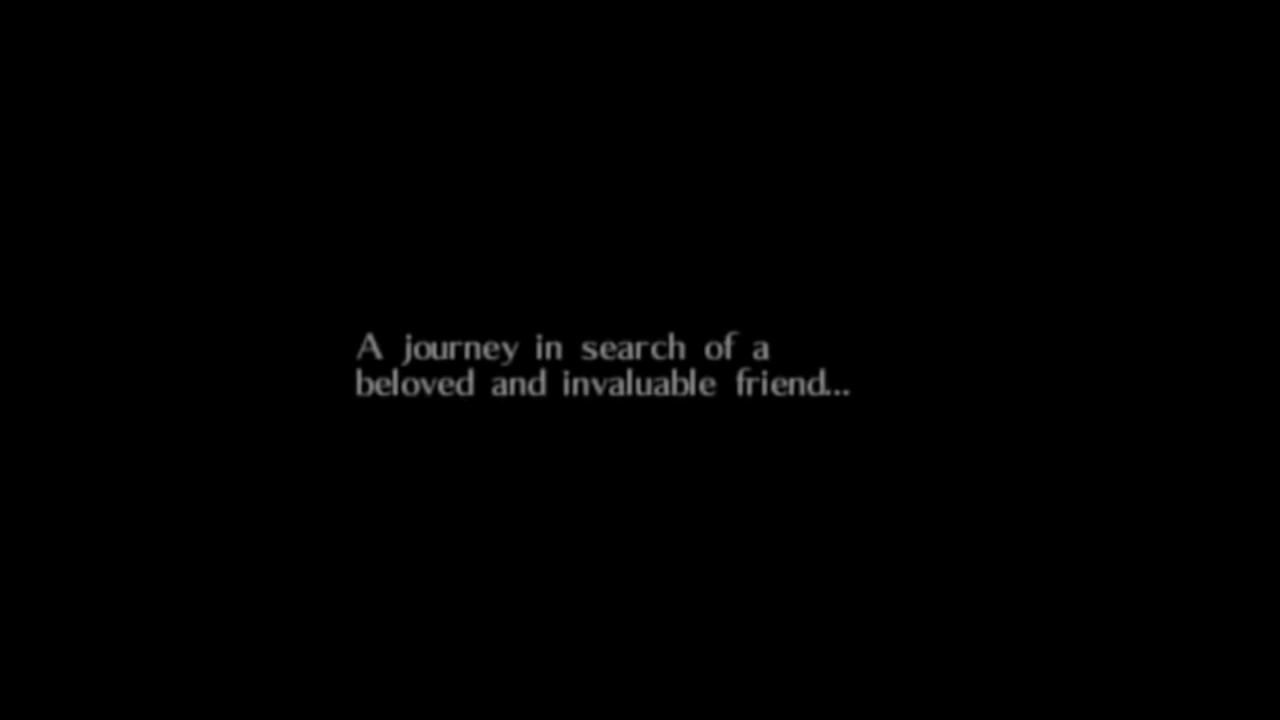 A journey in search of a
beloved and invaluable friend...